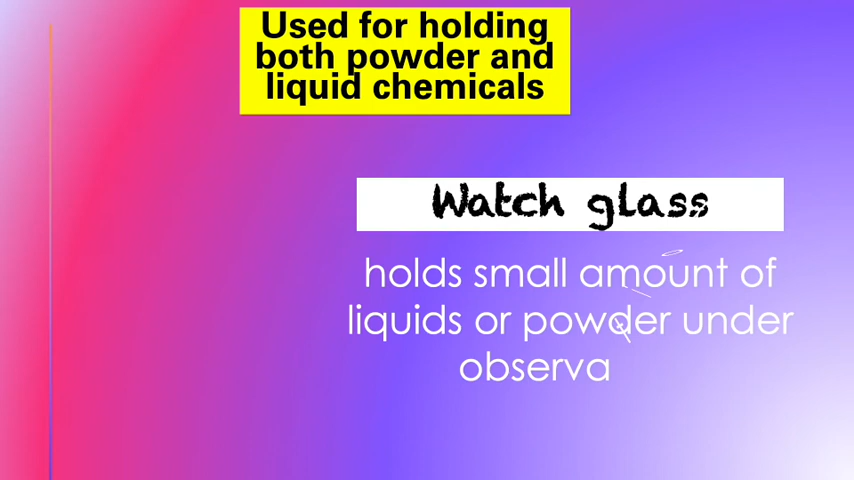 Used for holding
both powder and
liquid chemicals
Watch glass
holds small amount of
liquids or powder under
observa